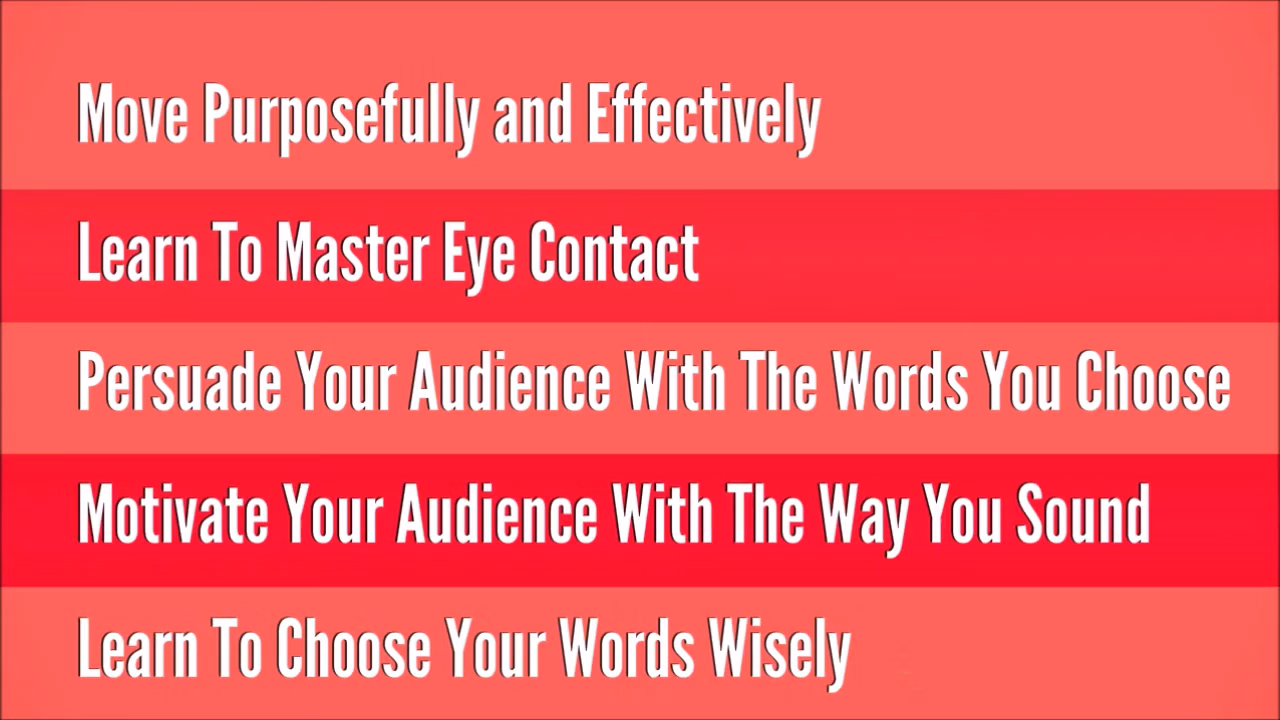 Move Purposefully and Effectively
Learn To Master Eye Contact
Persuade Your Audience With The Words You Choose
Motivate Your Audience With The Way You Sound
Learn To Choose Your Words Wisely